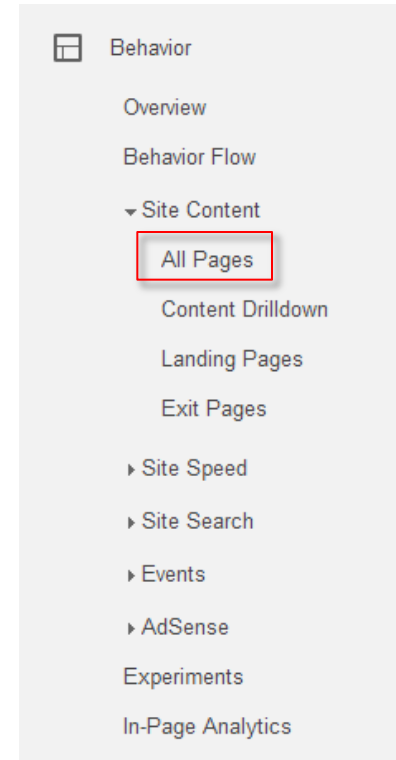 Behavior
Overview
Behavior Flow
Site Content
All Pages
Content Drilldown
Landing Pages
Exit Pages
Site Speed
Site Search
Events
AdSense
Experiments
In-Page Analytics